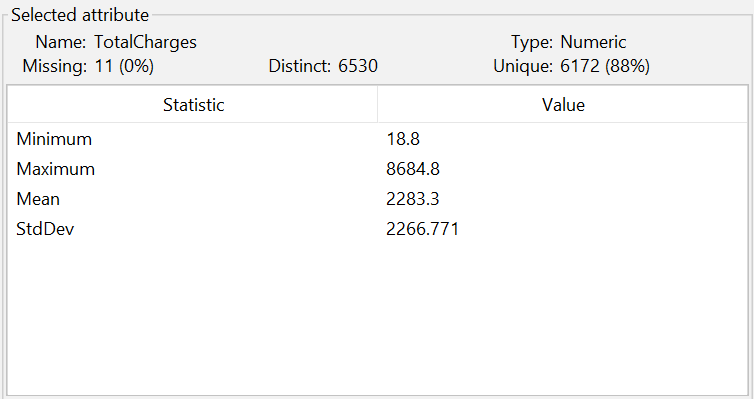 Selected attribute
Name: TotalCharges Type: Numeric
Missing: 11 (0%) Distinct: 6530 Unique: 6172 (88%)
Statistic Value
Minimum 18.8
Maximum 8684.8
Mean 2283.3
StdDev 2266.771